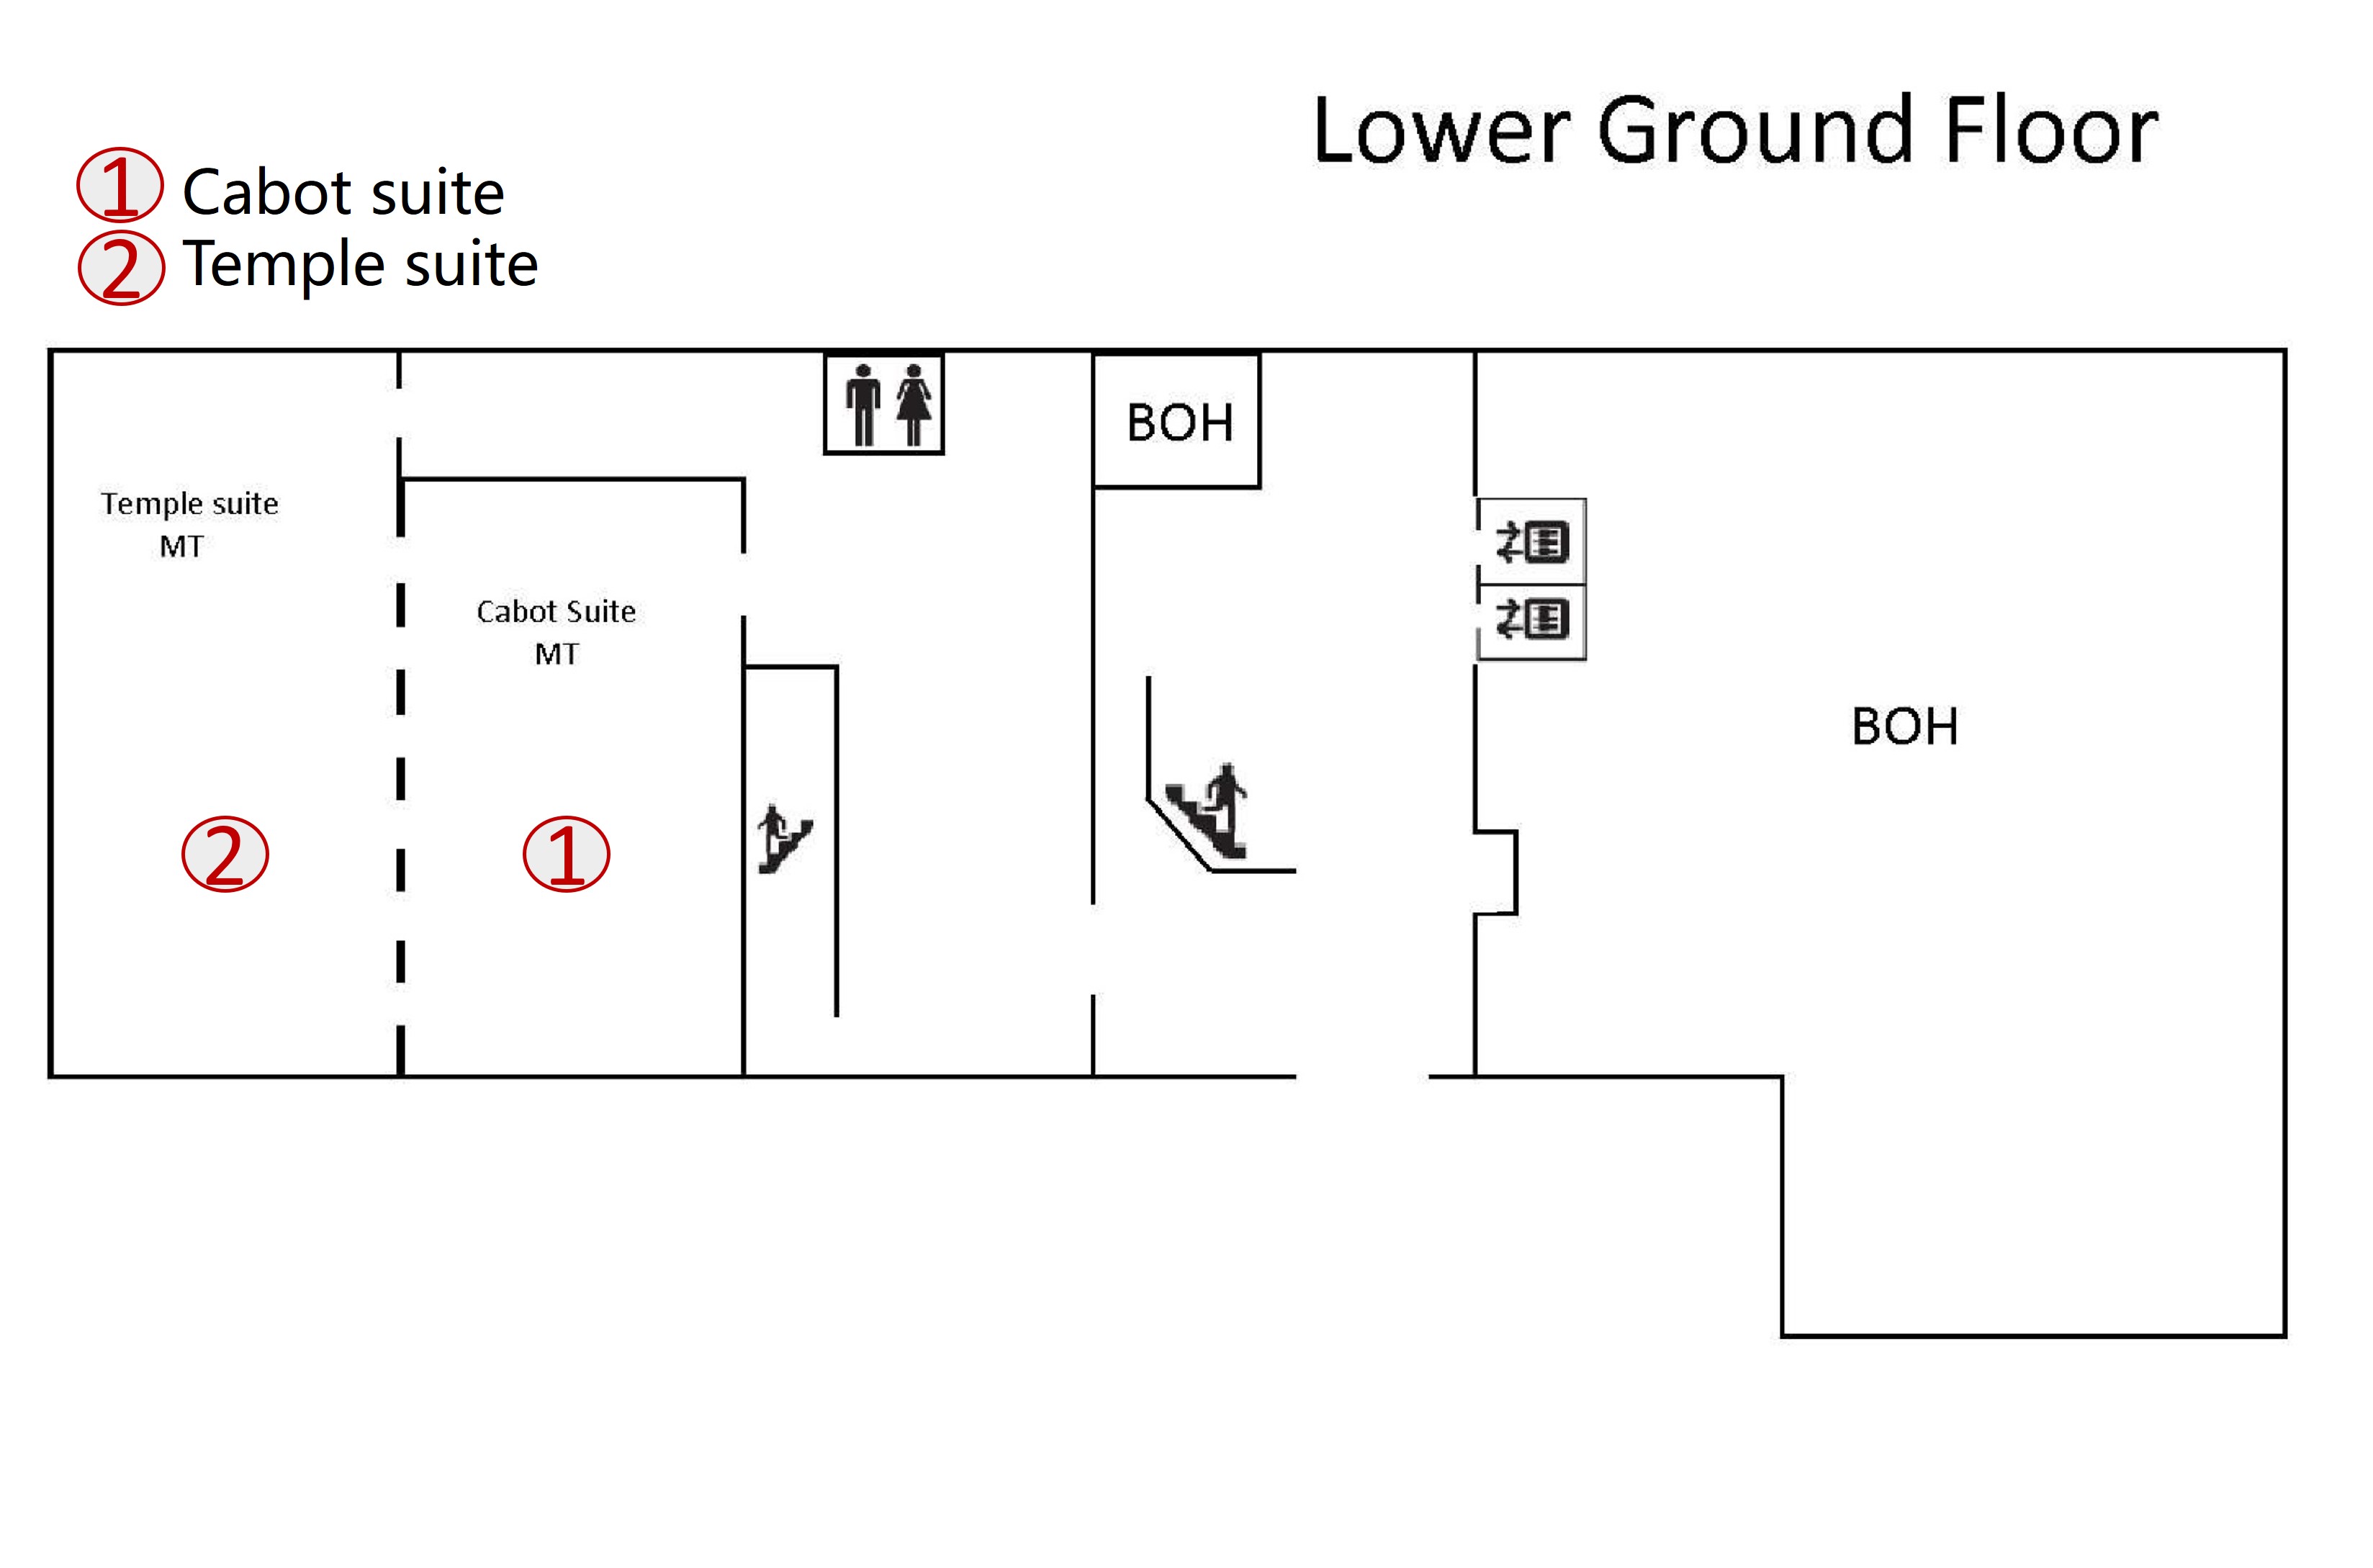 Lower Ground Floor
1 Cabot suite
2 Temple suite
BOH
Temple suite
MT
Cabot Suite
MT
BOH
2
1